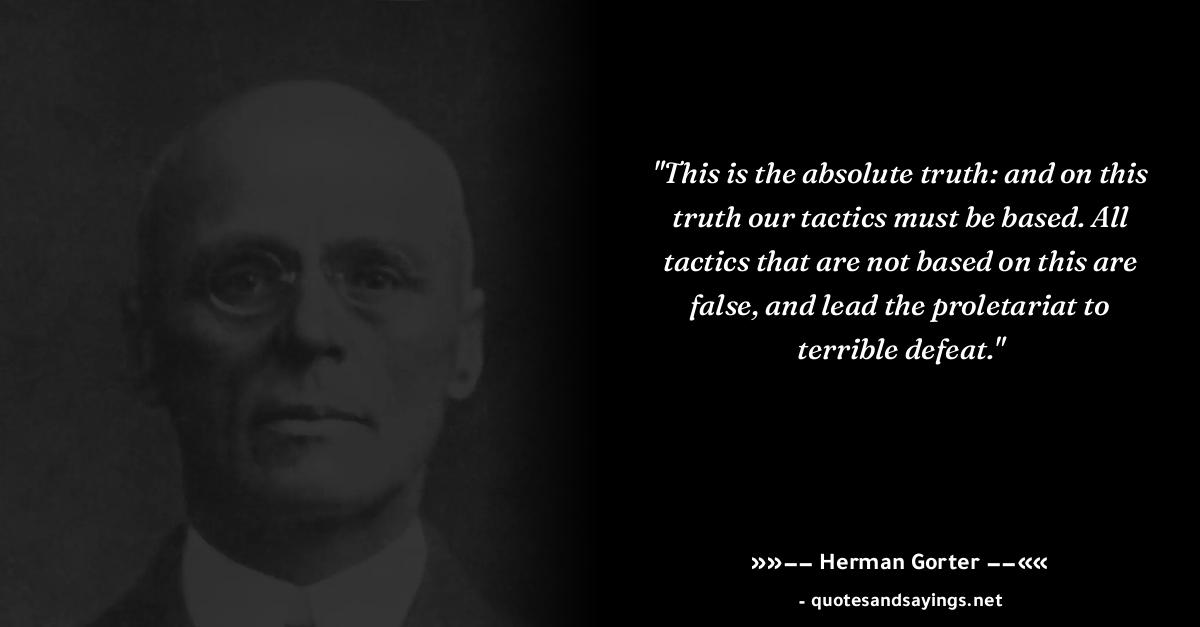 "This is the absolute truth: and on this
truth our tactics must be based. All
tactics that are not based on this are
false, and lead the proletariat to
terrible defeat."
»»–– Herman Gorter ––««
- quotesandsayings.net